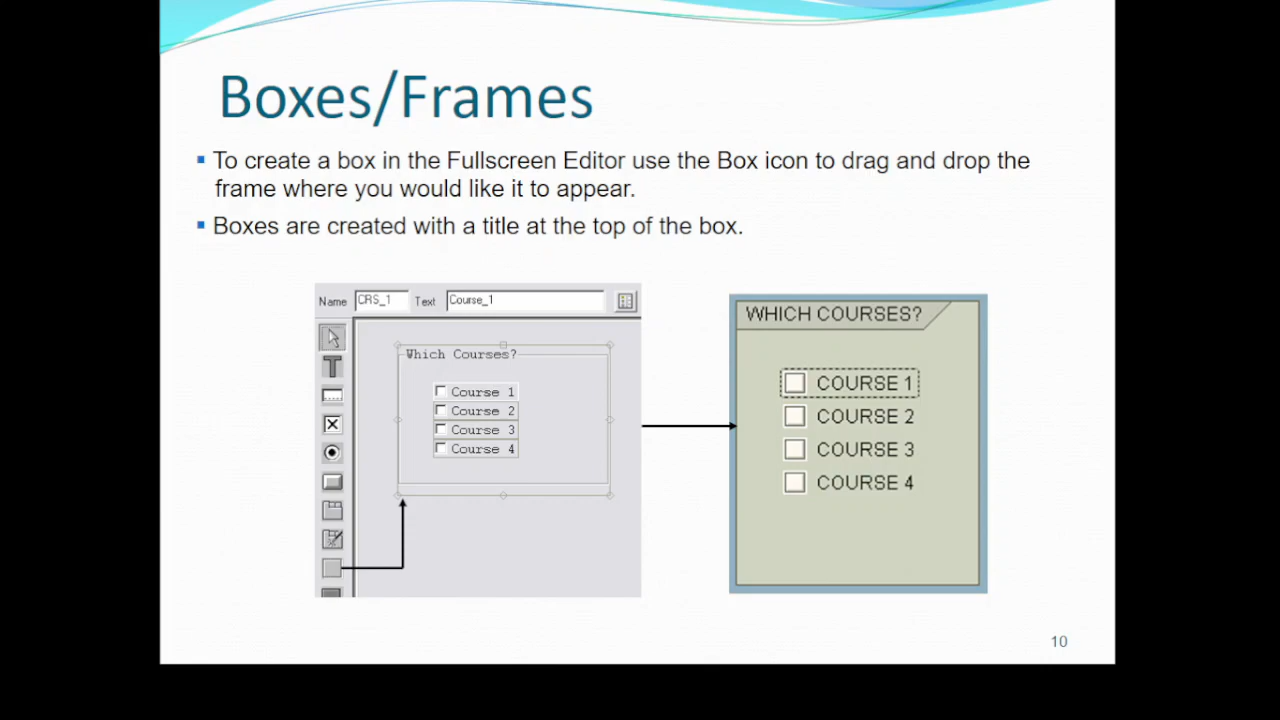 Boxes/Frames
To create a box in the Fullscreen Editor use the Box icon to drag and drop the
frame where you would like it to appear.
Boxes are created with a title at the top of the box.
Name CRS_1 Text Course_1
Which Courses?
Course 1
Course 2
Course 3
Course 4
WHICH COURSES?
COURSE 1
COURSE 2
COURSE 3
COURSE 4
10